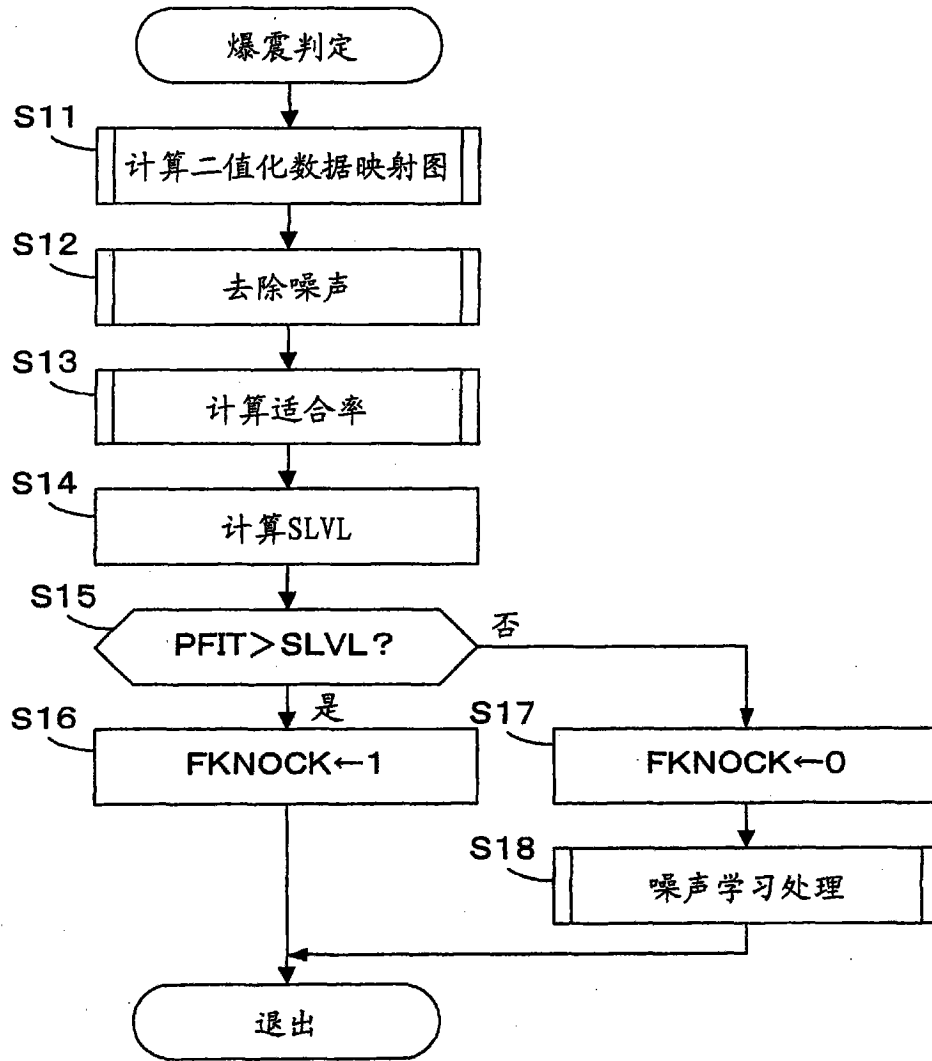 爆震判定
S11
计算二值化数据映射图
S12
去除噪声
S13
计算适合率
S14
计算SLVL
S15
PFIT>SLVL?
否
是
S16
FKNOCK←1
S17
FKNOCK←0
S18
噪声学习处理
退出